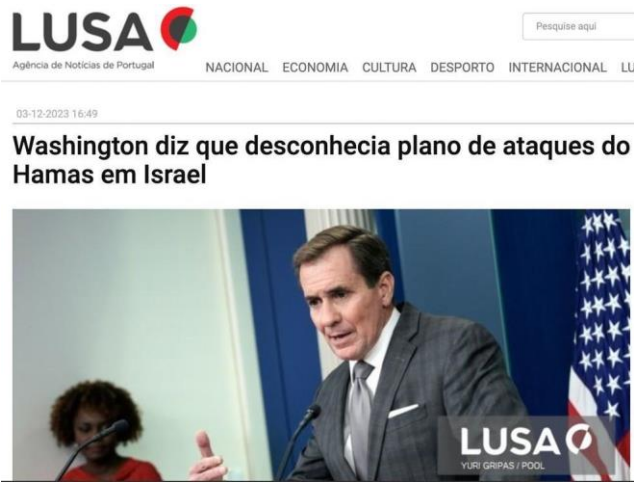 LUSA
Agência de Notícias de Portugal
Pesquise aqui
NACIONAL ECONOMIA CULTURA DESPORTO INTERNACIONAL LU
03-12-2023 16:49
Washington diz que desconhecia plano de ataques do
Hamas em Israel
LUSA
YURI GRIPAS / POOL